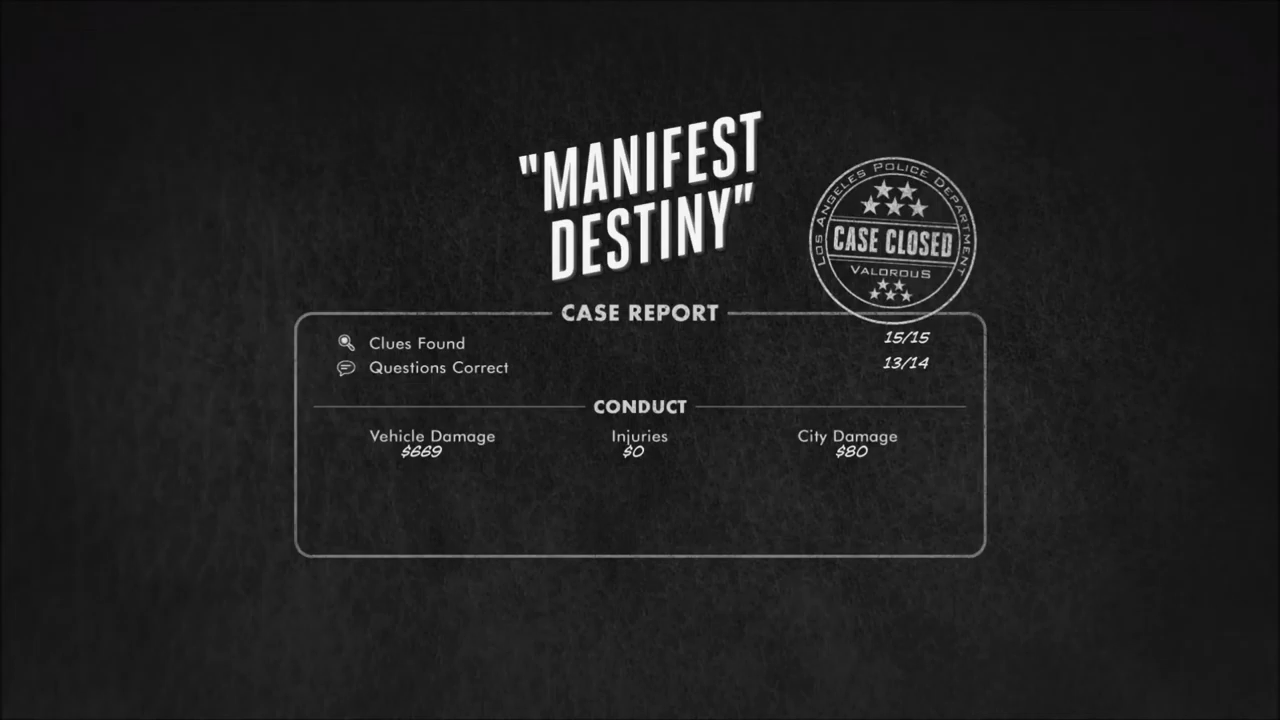 "MANIFEST
DESTINY"
LOS ANGELES POLICE DEPARTMENT
CASE CLOSED
VALOROUS
CASE REPORT
Clues Found 15/15
Questions Correct 13/14
CONDUCT
Vehicle Damage Injuries City Damage
$669 $0 $80